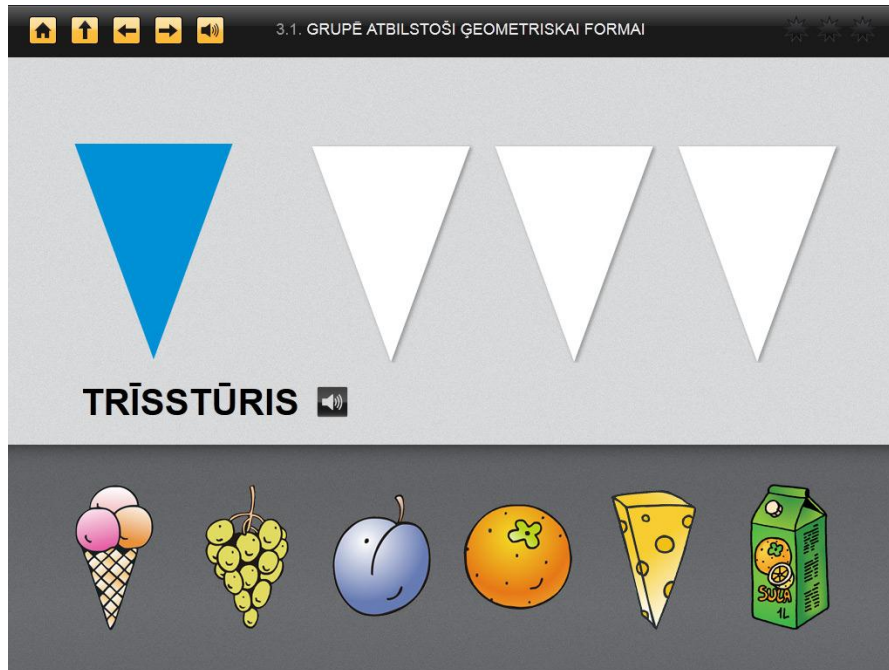 3.1. GRUPĒ ATBILSTOŠI ĢEOMETRISKAI FORMAI
TRĪSSTŪRIS
SULA
1L